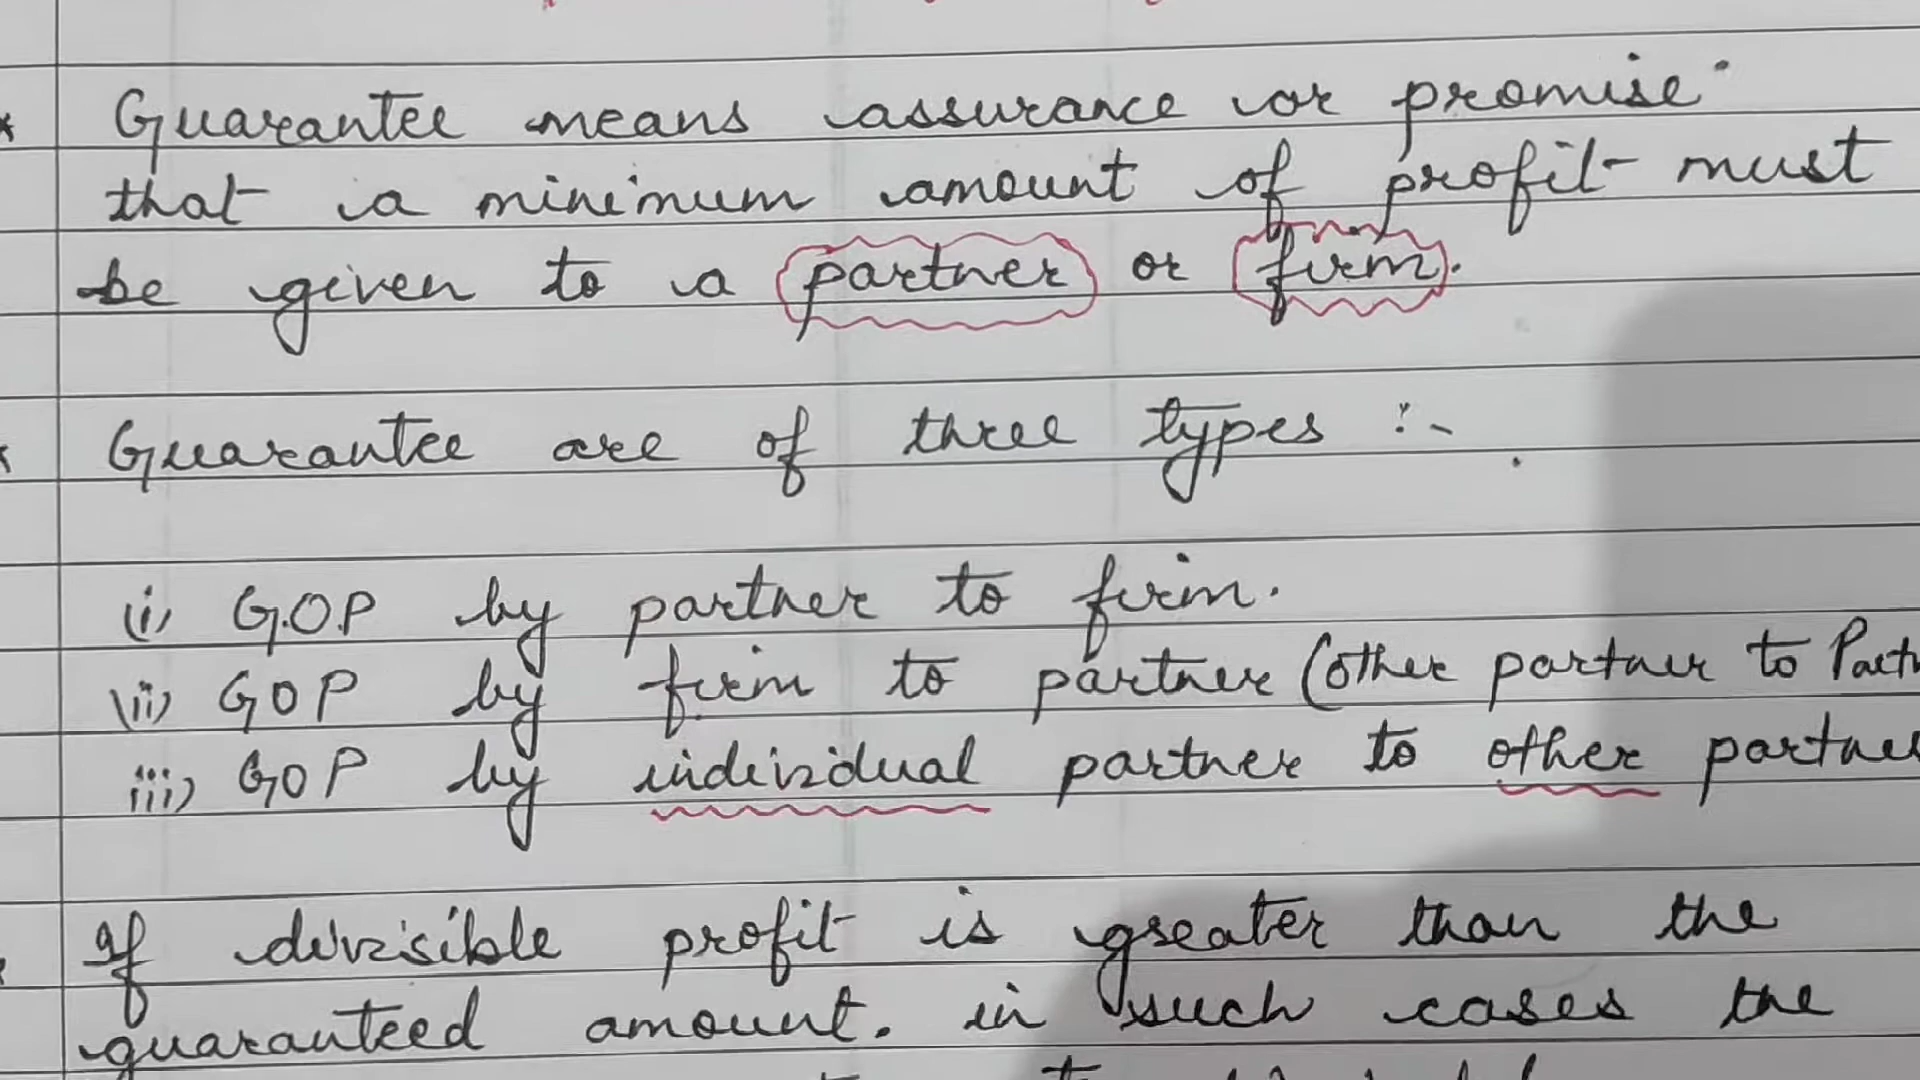 * Guarantee means assurance or promise
that a minimum amount of profit must
be given to a partner or firm.
* Guarantee are of three types :-
(i) G.O.P by partner to firm.
(ii) GOP by firm to partner (other partner to
iii) GOP by individual partner to other
If divisible profit is greater than the
guaranteed amount. in such cases the